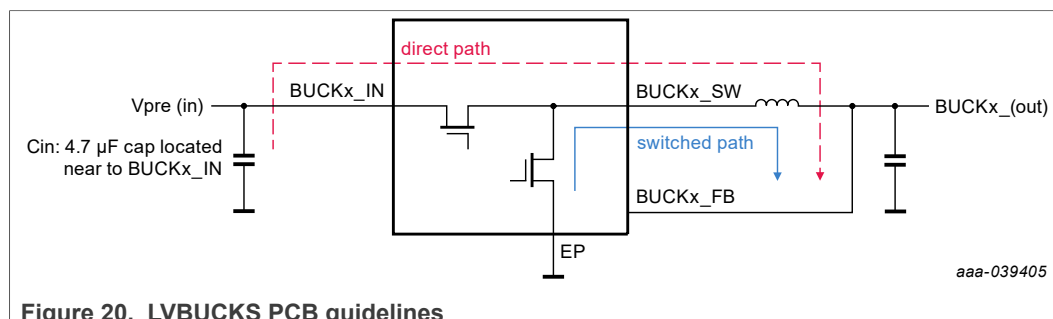 direct path
BUCKx_IN
BUCKx_SW
Vpre (in)
BUCKx_(out)
Cin: 4.7 µF cap located
near to BUCKx_IN
switched path
BUCKx_FB
EP
aaa-039405
Figure 20. LVBUCKS PCB guidelines